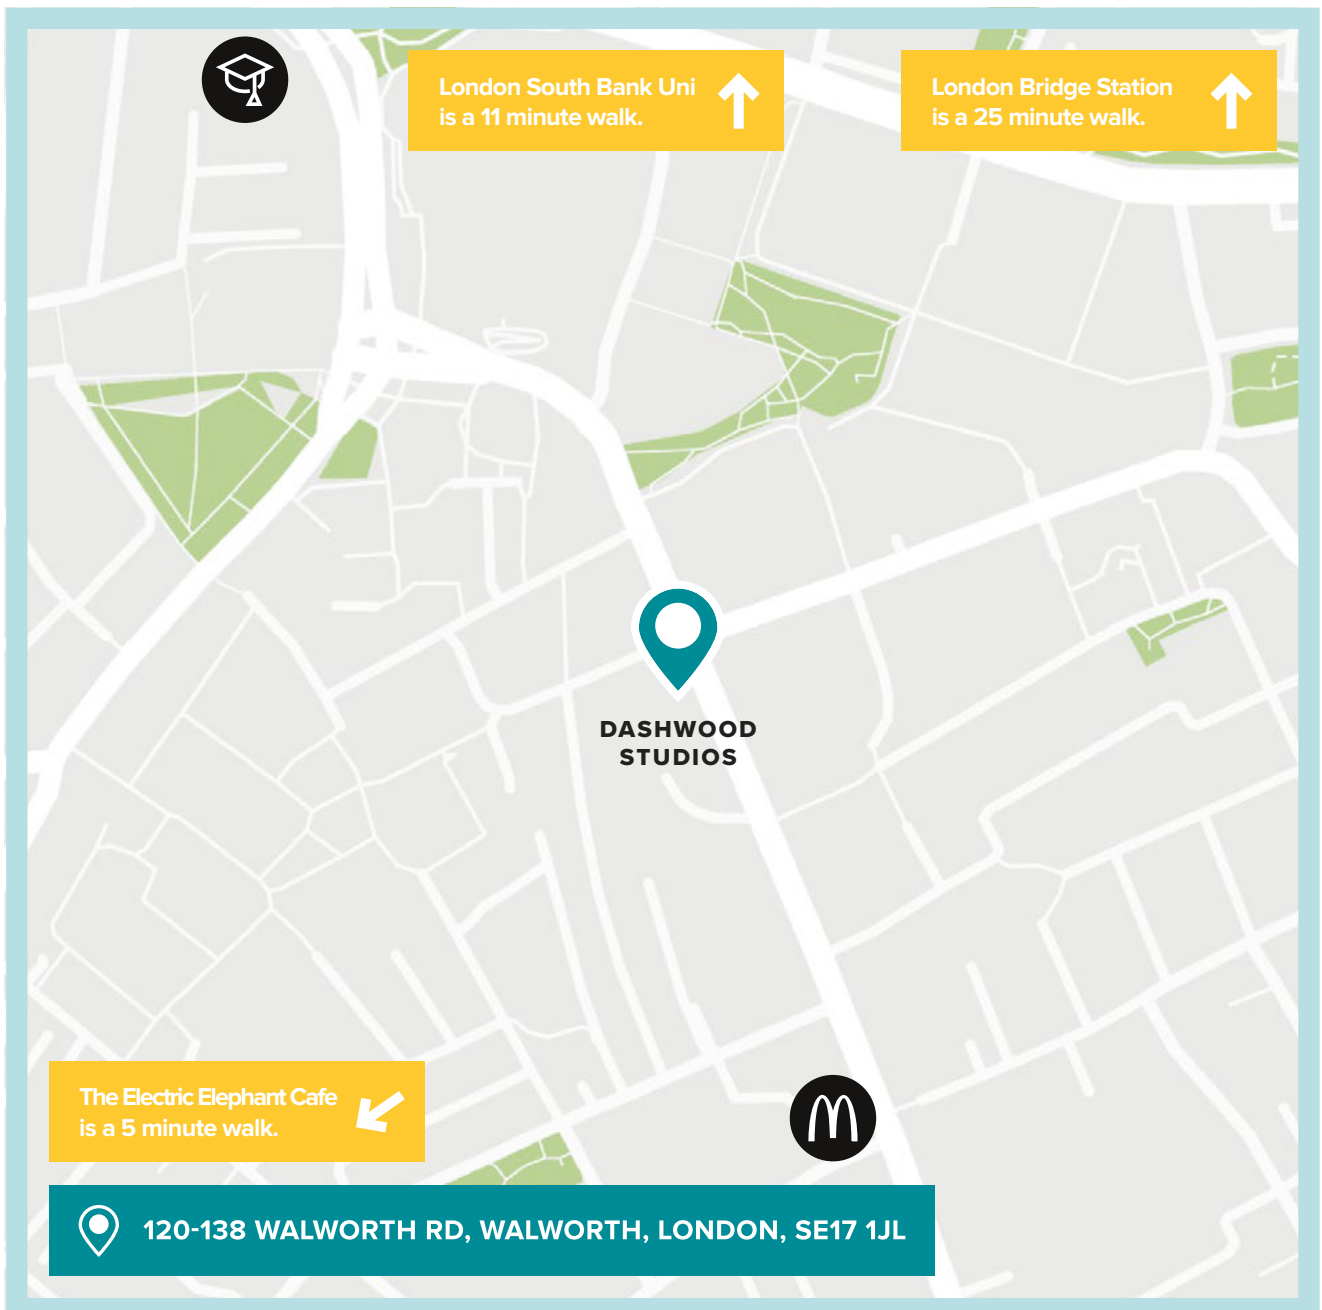 London South Bank Uni
is a 11 minute walk.
London Bridge Station
is a 25 minute walk.
DASHWOOD
STUDIOS
The Electric Elephant Cafe
is a 5 minute walk.
120-138 WALWORTH RD, WALWORTH, LONDON, SE17 1JL